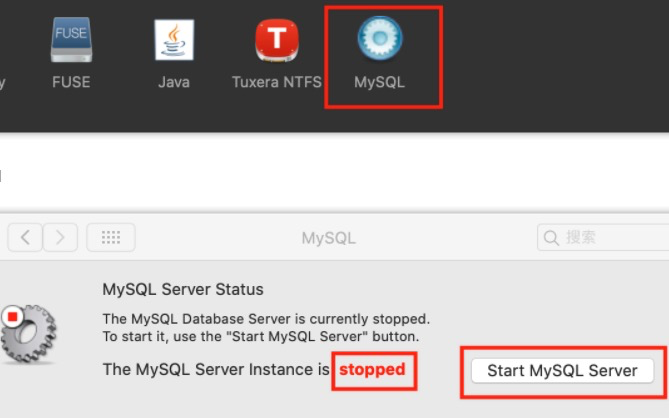 y
FUSE
FUSE
Java
Tuxera NTFS
T
MySQL
MySQL
搜索
MySQL Server Status
The MySQL Database Server is currently stopped.
To start it, use the "Start MySQL Server" button.
The MySQL Server Instance is stopped
Start MySQL Server